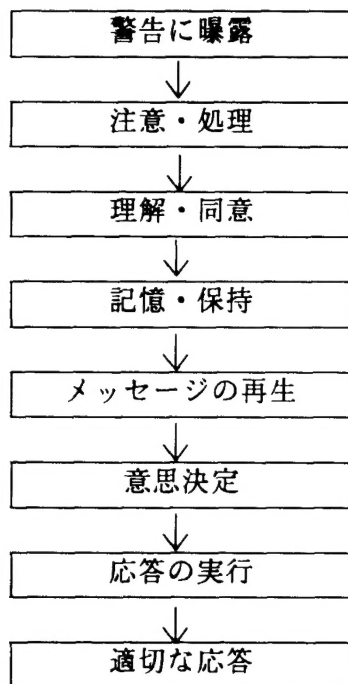 警告に曝露
注意・処理
理解・同意
記憶・保持
メッセージの再生
意思決定
応答の実行
適切な応答